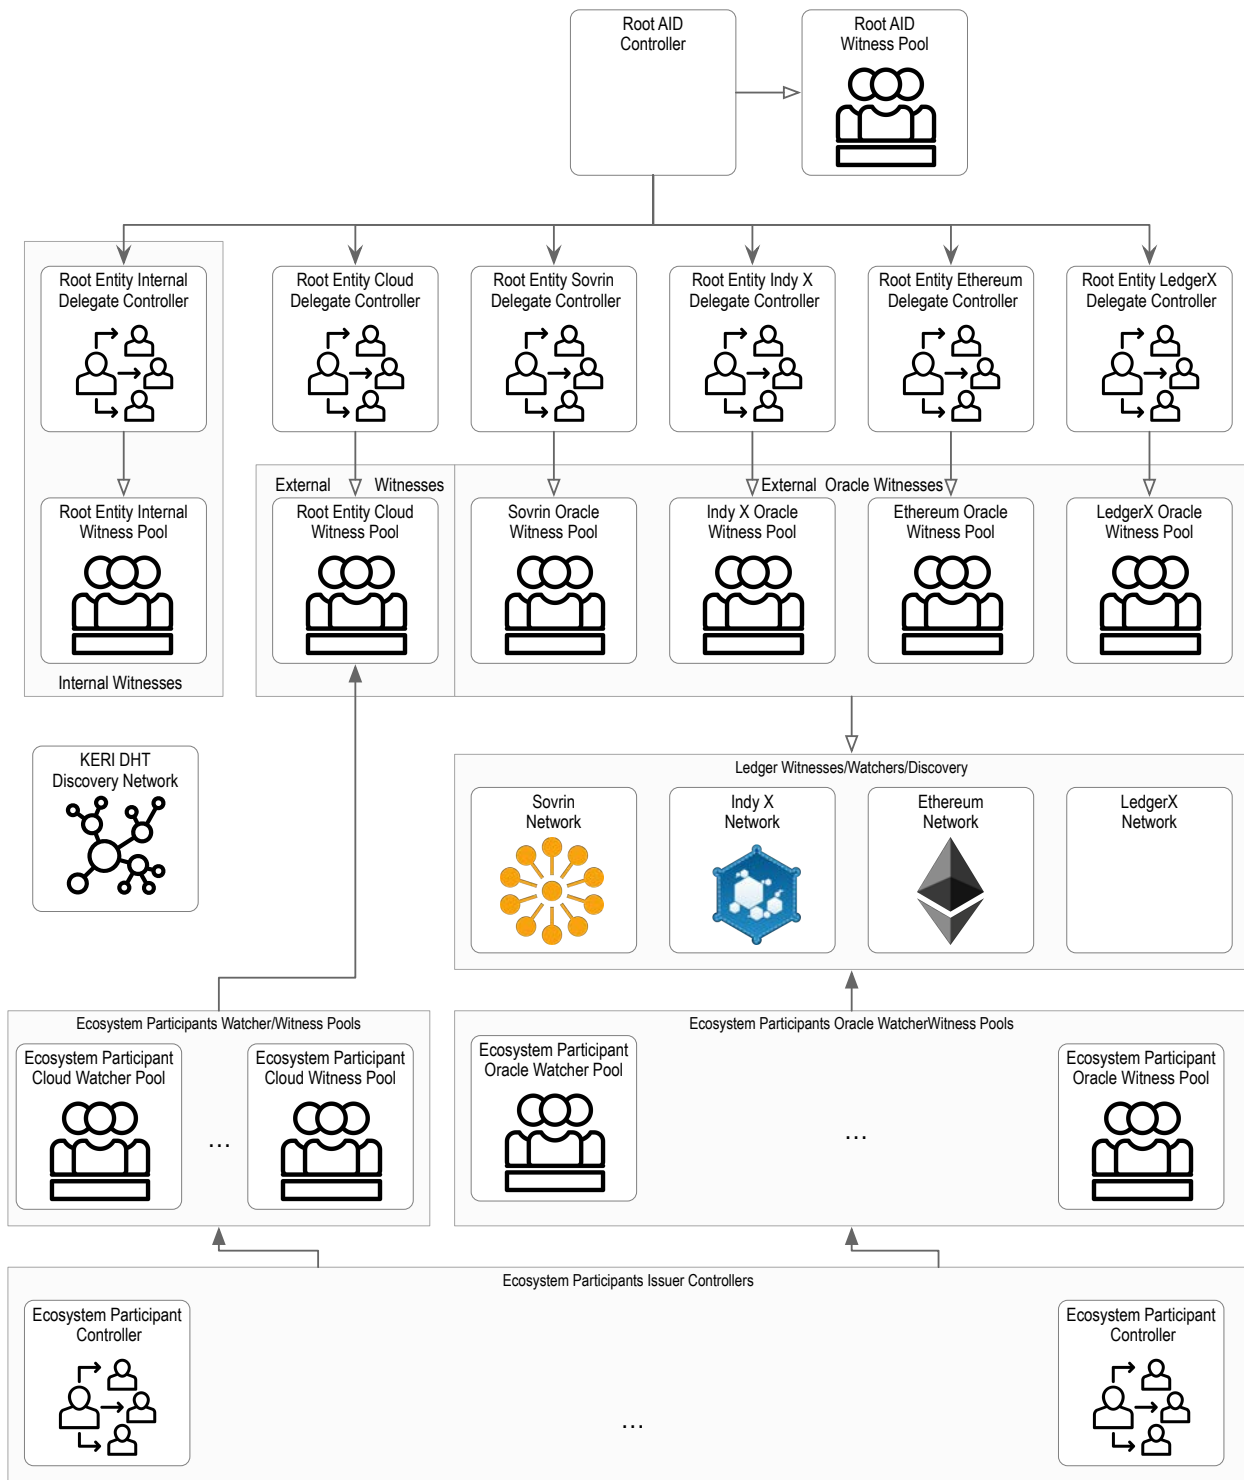 Root AID
Controller
Root AID
Witness Pool
Root Entity Internal
Delegate Controller
Root Entity Cloud
Delegate Controller
Root Entity Sovrin
Delegate Controller
Root Entity Indy X
Delegate Controller
Root Entity Ethereum
Delegate Controller
Root Entity LedgerX
Delegate Controller
External Witnesses
External Oracle Witnesses
Root Entity Internal
Witness Pool
Root Entity Cloud
Witness Pool
Sovrin Oracle
Witness Pool
Indy X Oracle
Witness Pool
Ethereum Oracle
Witness Pool
LedgerX Oracle
Witness Pool
Internal Witnesses
KERI DHT
Discovery Network
Ledger Witnesses/Watchers/Discovery
Sovrin
Network
Indy X
Network
Ethereum
Network
LedgerX
Network
Ecosystem Participants Watcher/Witness Pools
Ecosystem Participant
Cloud Watcher Pool
...
Ecosystem Participant
Cloud Witness Pool
Ecosystem Participants Oracle WatcherWitness Pools
Ecosystem Participant
Oracle Watcher Pool
...
Ecosystem Participant
Oracle Witness Pool
Ecosystem Participants Issuer Controllers
Ecosystem Participant
Controller
...
Ecosystem Participant
Controller